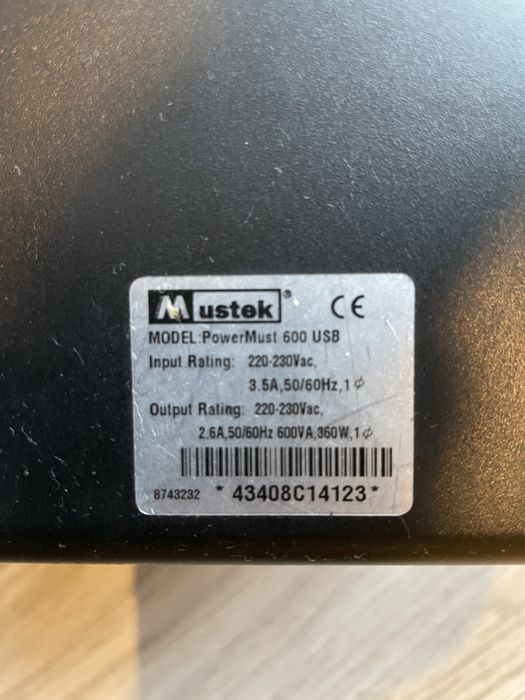 Mustek® CE
MODEL:PowerMust 600 USB
Input Rating: 220-230Vac,
3.5A,50/60Hz,1ϕ
Output Rating: 220-230Vac,
2.6A,50/60Hz 600VA,360W,1ϕ
8743232 *43408C14123*